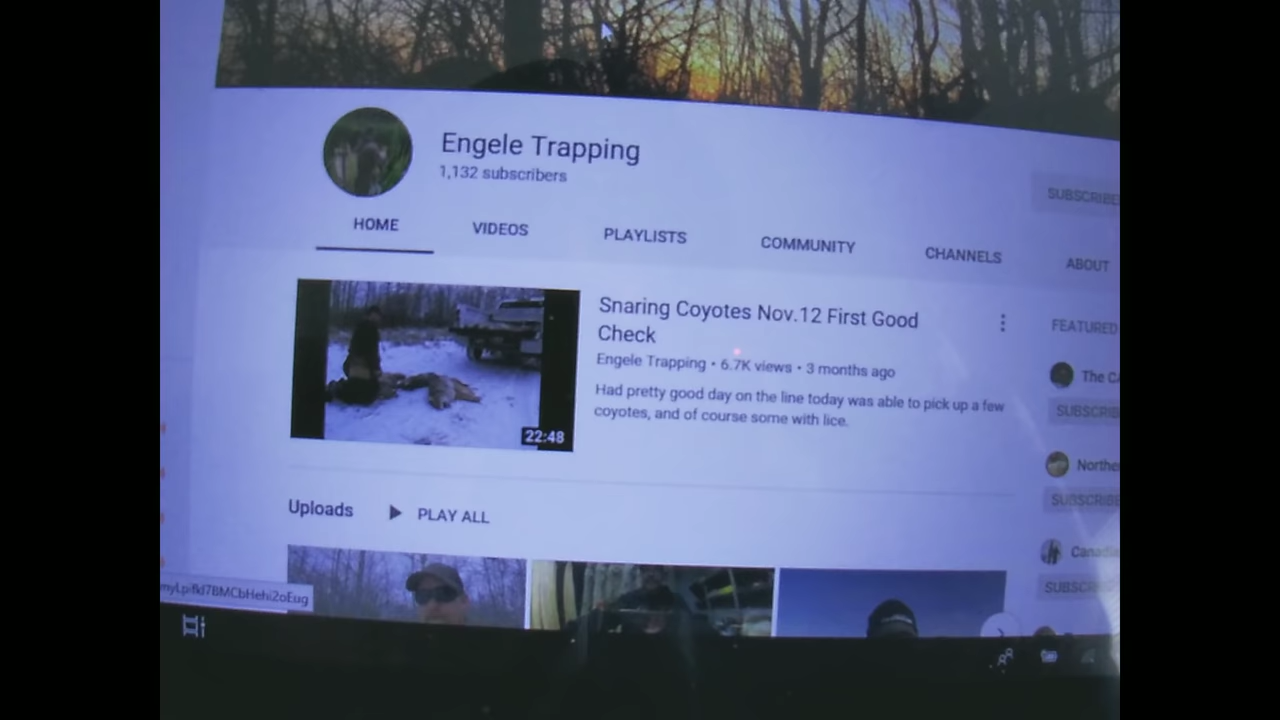 Engele Trapping
1,132 subscribers
SUBSCRIBE
HOME VIDEOS PLAYLISTS COMMUNITY CHANNELS ABOUT
Snaring Coyotes Nov.12 First Good
Check
Engele Trapping • 6.7K views • 3 months ago
Had pretty good day on the line today was able to pick up a few
coyotes, and of course some with lice.
22:48
FEATURED
The C
SUBSCRIB
Northe
SUBSCRIBE
Canadia
SUBSCR
Uploads PLAY ALL